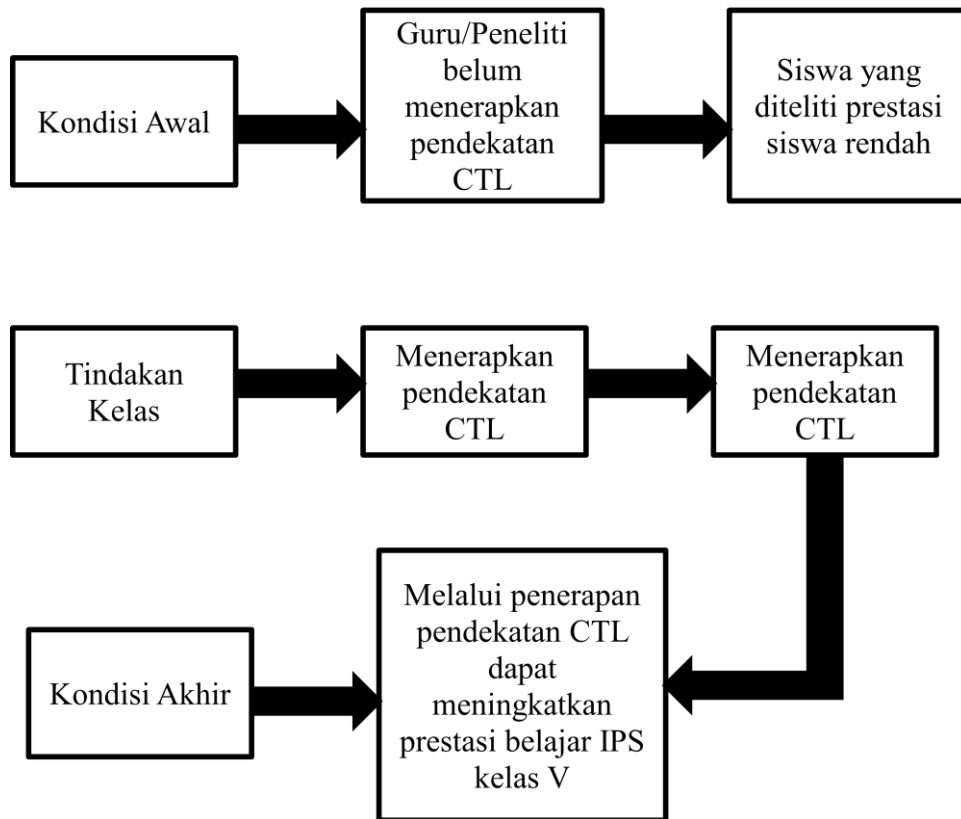 Kondisi Awal
Guru/Peneliti
belum
menerapkan
pendekatan
CTL
Siswa yang
diteliti prestasi
siswa rendah
Tindakan
Kelas
Menerapkan
pendekatan
CTL
Menerapkan
pendekatan
CTL
Kondisi Akhir
Melalui penerapan
pendekatan CTL
dapat
meningkatkan
prestasi belajar IPS
kelas V